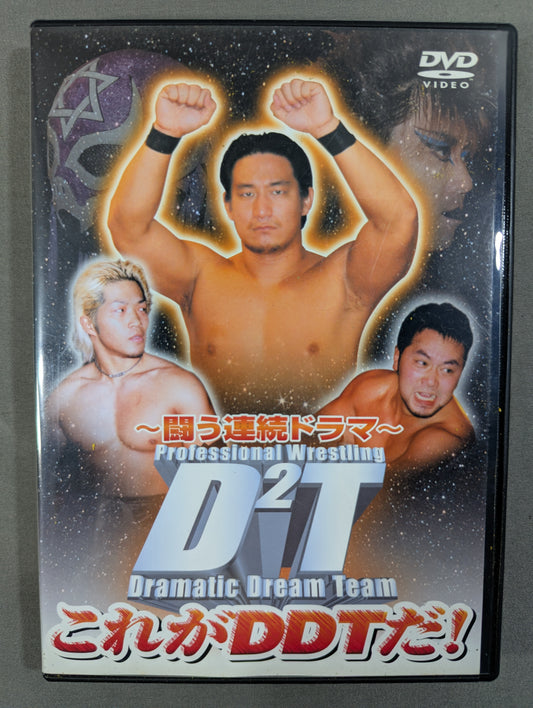 DVD
VIDEO
～闘う連続ドラマ～
Professional Wrestling
D2T
Dramatic Dream Team
これがDDTだ!